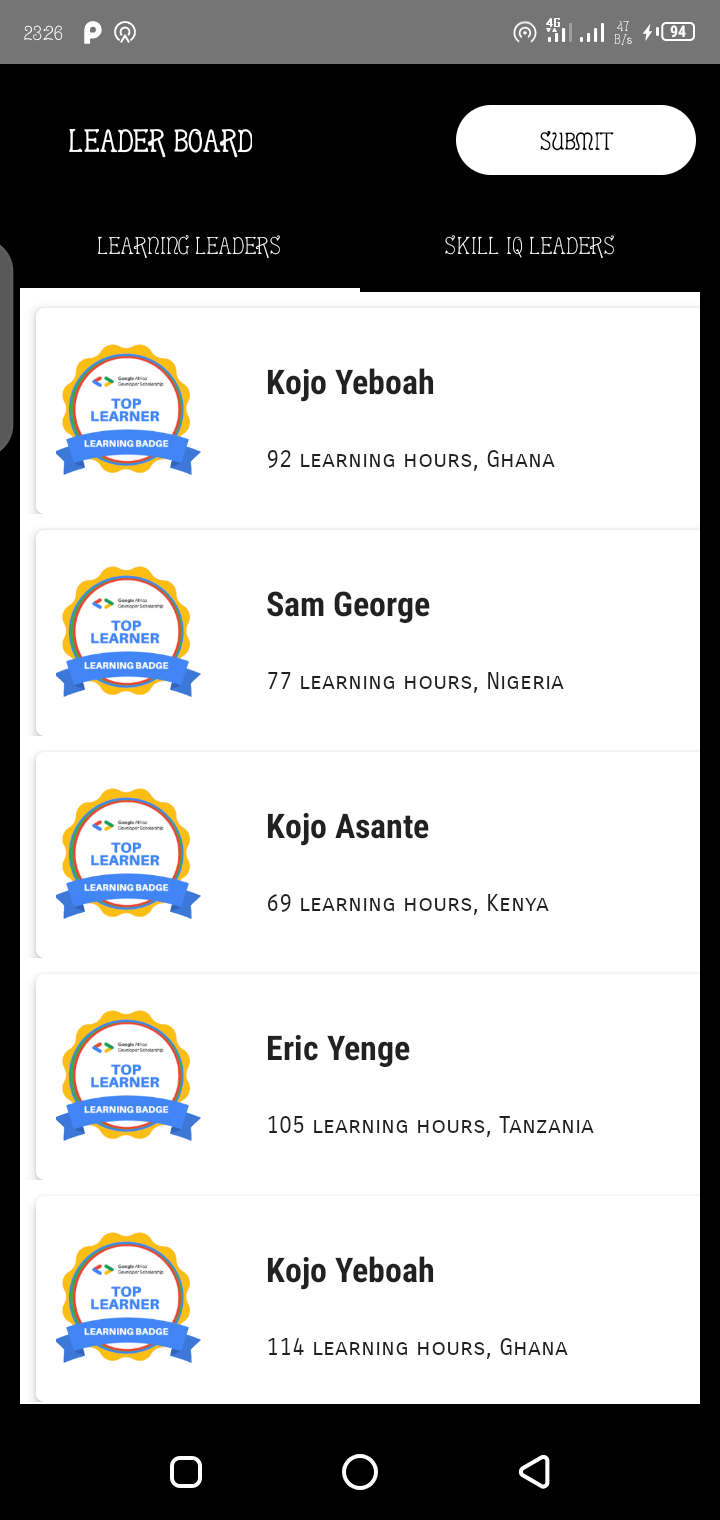 23:26
4G
47
B/s
94
LEADER BOARD
SUBMIT
LEARNING LEADERS
SKILL IQ LEADERS
Google Africa
Developer Scholarship
TOP
LEARNER
LEARNING BADGE
Kojo Yeboah
92 LEARNING HOURS, GHANA
Google Africa
Developer Scholarship
TOP
LEARNER
LEARNING BADGE
Sam George
77 LEARNING HOURS, NIGERIA
Google Africa
Developer Scholarship
TOP
LEARNER
LEARNING BADGE
Kojo Asante
69 LEARNING HOURS, KENYA
Google Africa
Developer Scholarship
TOP
LEARNER
LEARNING BADGE
Eric Yenge
105 LEARNING HOURS, TANZANIA
Google Africa
Developer Scholarship
TOP
LEARNER
LEARNING BADGE
Kojo Yeboah
114 LEARNING HOURS, GHANA